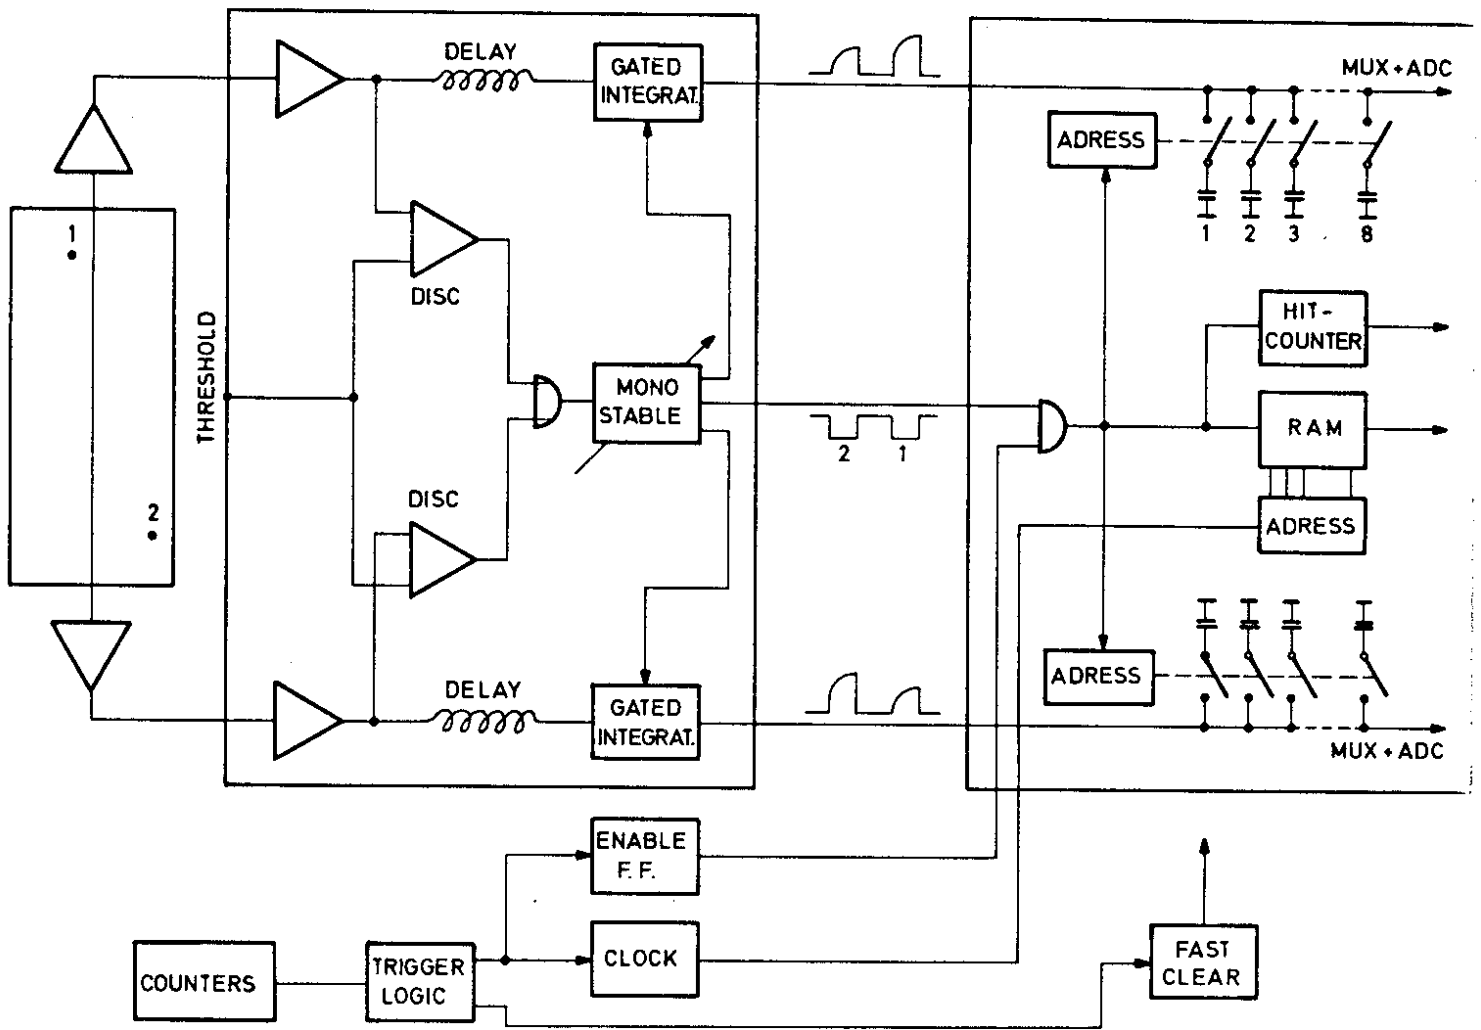 DELAY
GATED
INTEGRAT.
MUX + ADC
ADRESS
1
2
3
8
1
2
THRESHOLD
DISC
DISC
MONO
STABLE
2
1
HIT-
COUNTER
RAM
ADRESS
ADRESS
DELAY
GATED
INTEGRAT.
MUX + ADC
ENABLE
F.F.
CLOCK
COUNTERS
TRIGGER
LOGIC
FAST
CLEAR